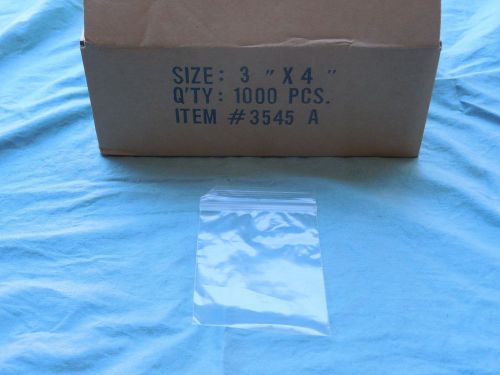 SIZE: 3 " X 4 "
Q'TY: 1000 PCS.
ITEM #3545 A